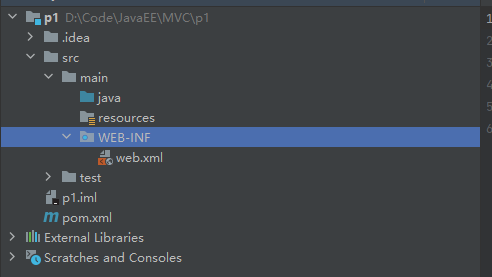 p1 D:\Code\JavaEE\MVC\p1
.idea
src
main
java
resources
WEB-INF
web.xml
test
p1.iml
pom.xml
External Libraries
Scratches and Consoles